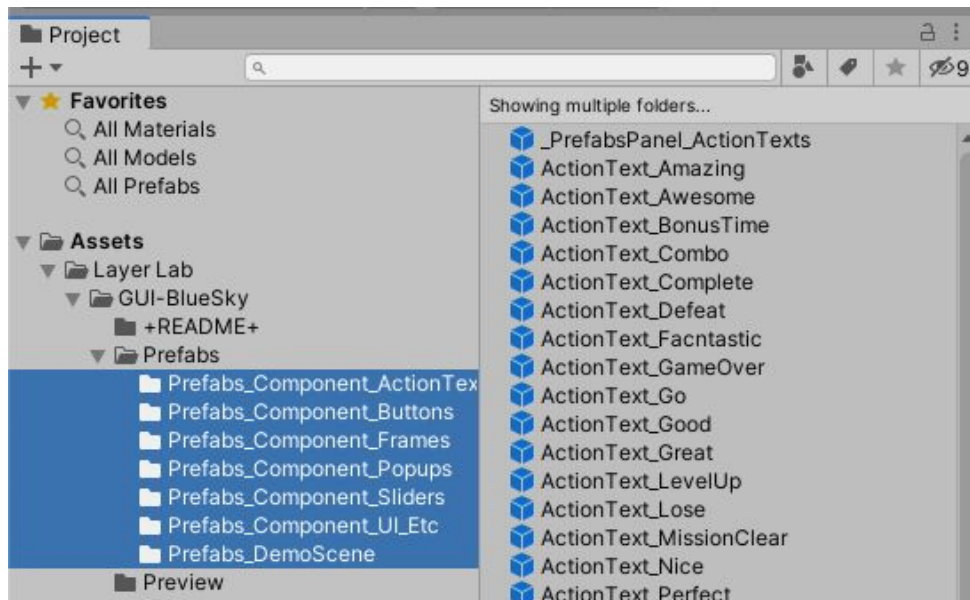 Project
9
Favorites
All Materials
All Models
All Prefabs
Assets
Layer Lab
GUI-BlueSky
+README+
Prefabs
Prefabs_Component_ActionTex
Prefabs_Component_Buttons
Prefabs_Component_Frames
Prefabs_Component_Popups
Prefabs_Component_Sliders
Prefabs_Component_UI_Etc
Prefabs_DemoScene
Preview
Showing multiple folders...
_PrefabsPanel_ActionTexts
ActionText_Amazing
ActionText_Awesome
ActionText_BonusTime
ActionText_Combo
ActionText_Complete
ActionText_Defeat
ActionText_Facntastic
ActionText_GameOver
ActionText_Go
ActionText_Good
ActionText_Great
ActionText_LevelUp
ActionText_Lose
ActionText_MissionClear
ActionText_Nice
ActionText_Perfect